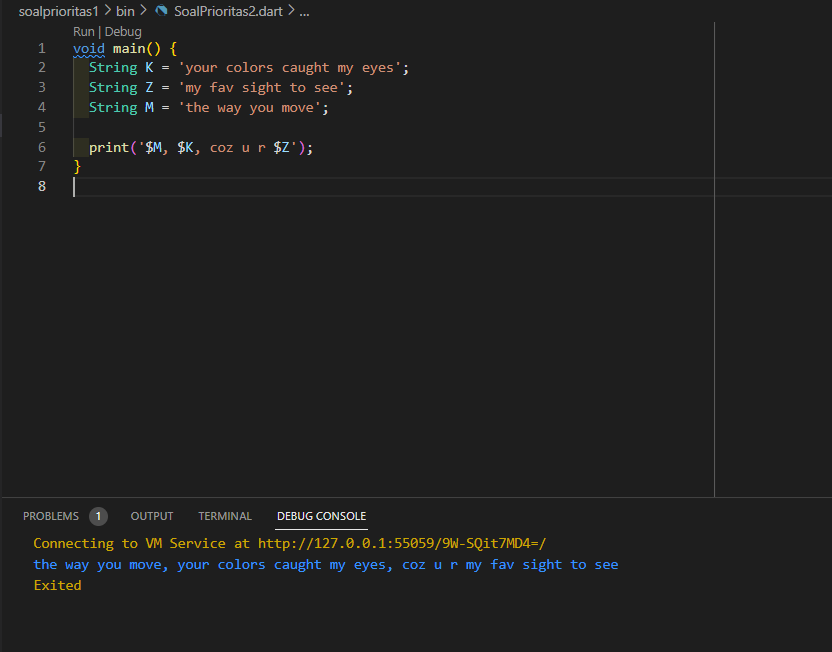 soalprioritas1 > bin > SoalPrioritas2.dart > ...
Run | Debug
1 void main() {
2   String K = 'your colors caught my eyes';
3   String Z = 'my fav sight to see';
4   String M = 'the way you move';
5
6   print('$M, $K, coz u r $Z');
7 }
8
PROBLEMS 1 OUTPUT TERMINAL DEBUG CONSOLE
Connecting to VM Service at http://127.0.0.1:55059/9W-SQit7MD4=/
the way you move, your colors caught my eyes, coz u r my fav sight to see
Exited